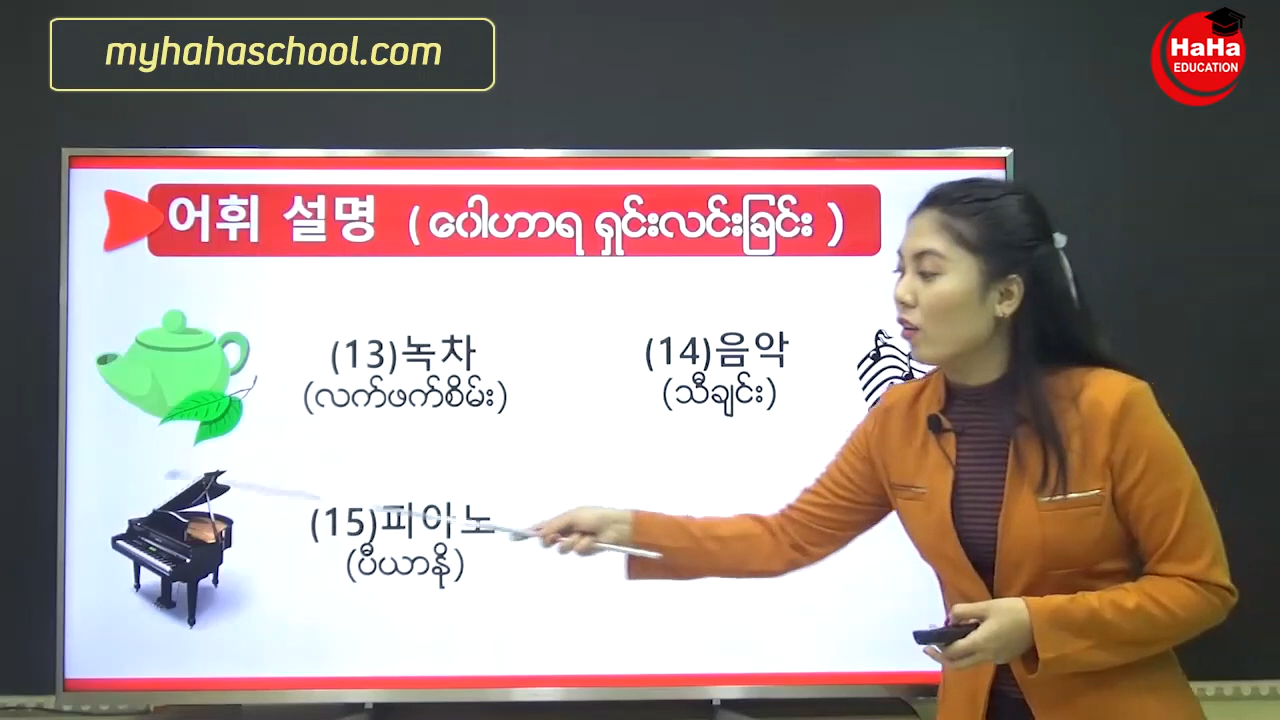 myhahaschool.com
HaHa
EDUCATION
어휘 설명 ( ဝေါဟာရ ရှင်းလင်းခြင်း )
(13)녹차
(လက်ဖက်စိမ်း)
(14)음악
(သီချင်း)
(15)피아노
(ပီယာနို)